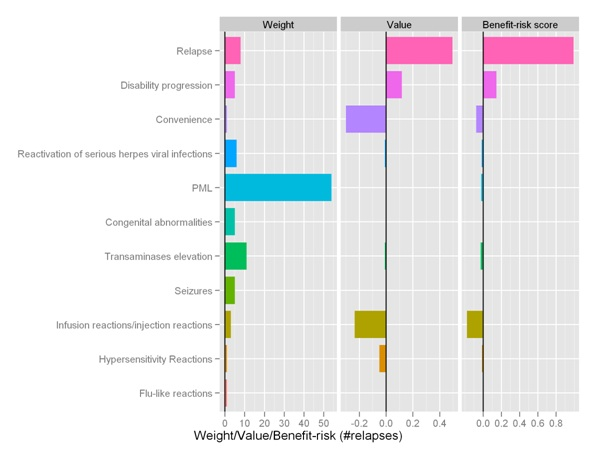 Weight Value Benefit-risk score
Relapse
Disability progression
Convenience
Reactivation of serious herpes viral infections
PML
Congenital abnormalities
Transaminases elevation
Seizures
Infusion reactions/injection reactions
Hypersensitivity Reactions
Flu-like reactions
0 10 20 30 40 50 -0.2 0.0 0.2 0.4 0.0 0.2 0.4 0.6 0.8
Weight/Value/Benefit-risk (#relapses)